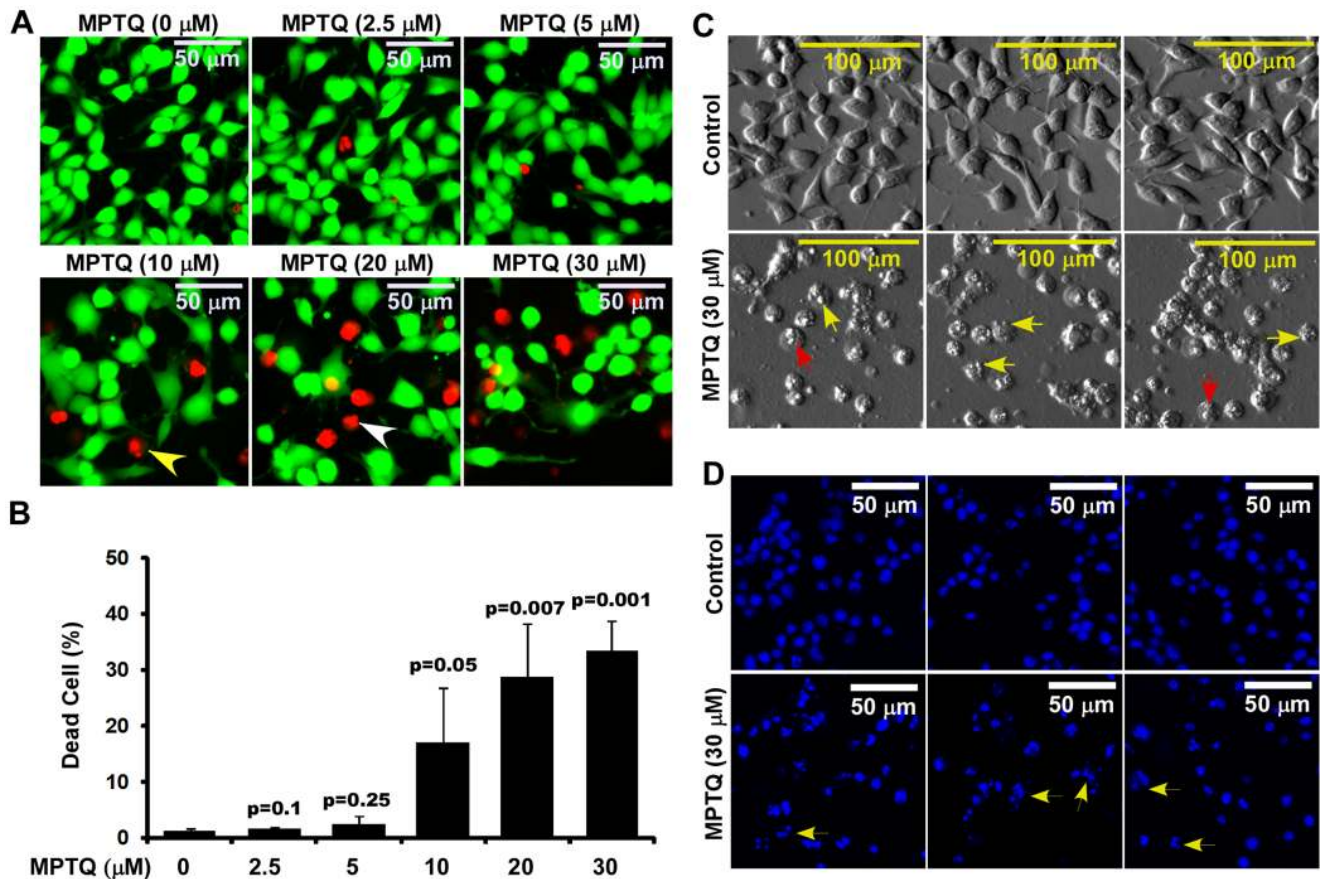 A
MPTQ (0 μM) MPTQ (2.5 μM) MPTQ (5 μM)
50 μm 50 μm 50 μm
MPTQ (10 μM) MPTQ (20 μM) MPTQ (30 μM)
50 μm 50 μm 50 μm
B
Dead Cell (%)
50
40
30
20
10
0
p=0.1
p=0.25
p=0.05
p=0.007
p=0.001
MPTQ (μM) 0 2.5 5 10 20 30
C
Control
100 μm 100 μm 100 μm
MPTQ (30 μM)
100 μm 100 μm 100 μm
D
Control
50 μm 50 μm 50 μm
MPTQ (30 μM)
50 μm 50 μm 50 μm